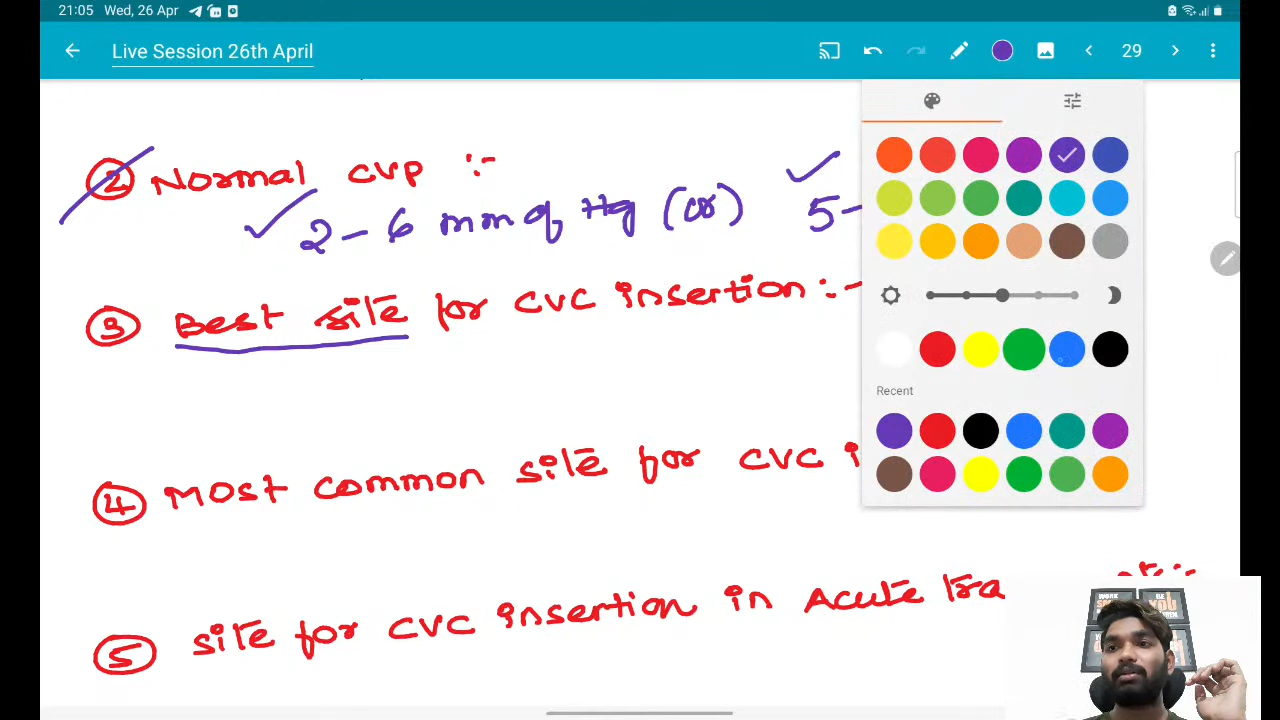 21:05 Wed, 26 Apr
Live Session 26th April
29
② Normal CVP :-
2 - 6 mm of Hg (or) 5 -
③ Best site for CVC insertion :-
Recent
④ Most common site for CVC i
⑤ site for CVC insertion in Acute tra